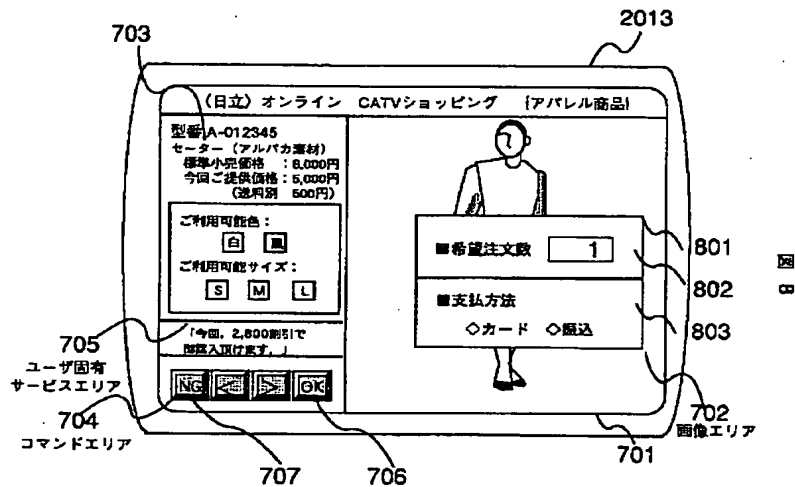 703
2013
(日立) オンライン CATVショッピング [アパレル商品]
型番A-012345
セーター (アルパカ素材)
標準小売価格 :8,000円
今回ご提供価格:5,000円
(送料別 500円)
ご利用可能色:
白 黒
ご利用可能サイズ:
S M L
「今回, 2,800割引で
御購入頂けます。」
NG << >> OK
■希望注文数 1
■支払方法
◇カード ◇振込
801
802
803
図 8
705
ユーザ固有
サービスエリア
704
コマンドエリア
707
706
701
702
画像エリア